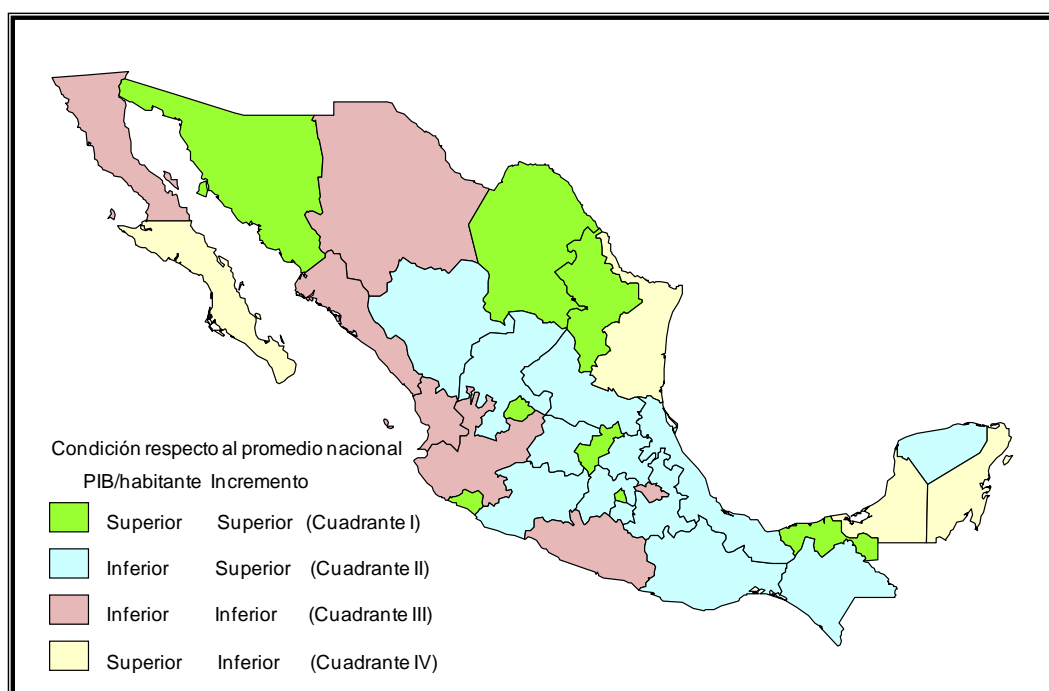 Condición respecto al promedio nacional
PIB/habitante Incremento
Superior Superior (Cuadrante I)
Inferior Superior (Cuadrante II)
Inferior Inferior (Cuadrante III)
Superior Inferior (Cuadrante IV)